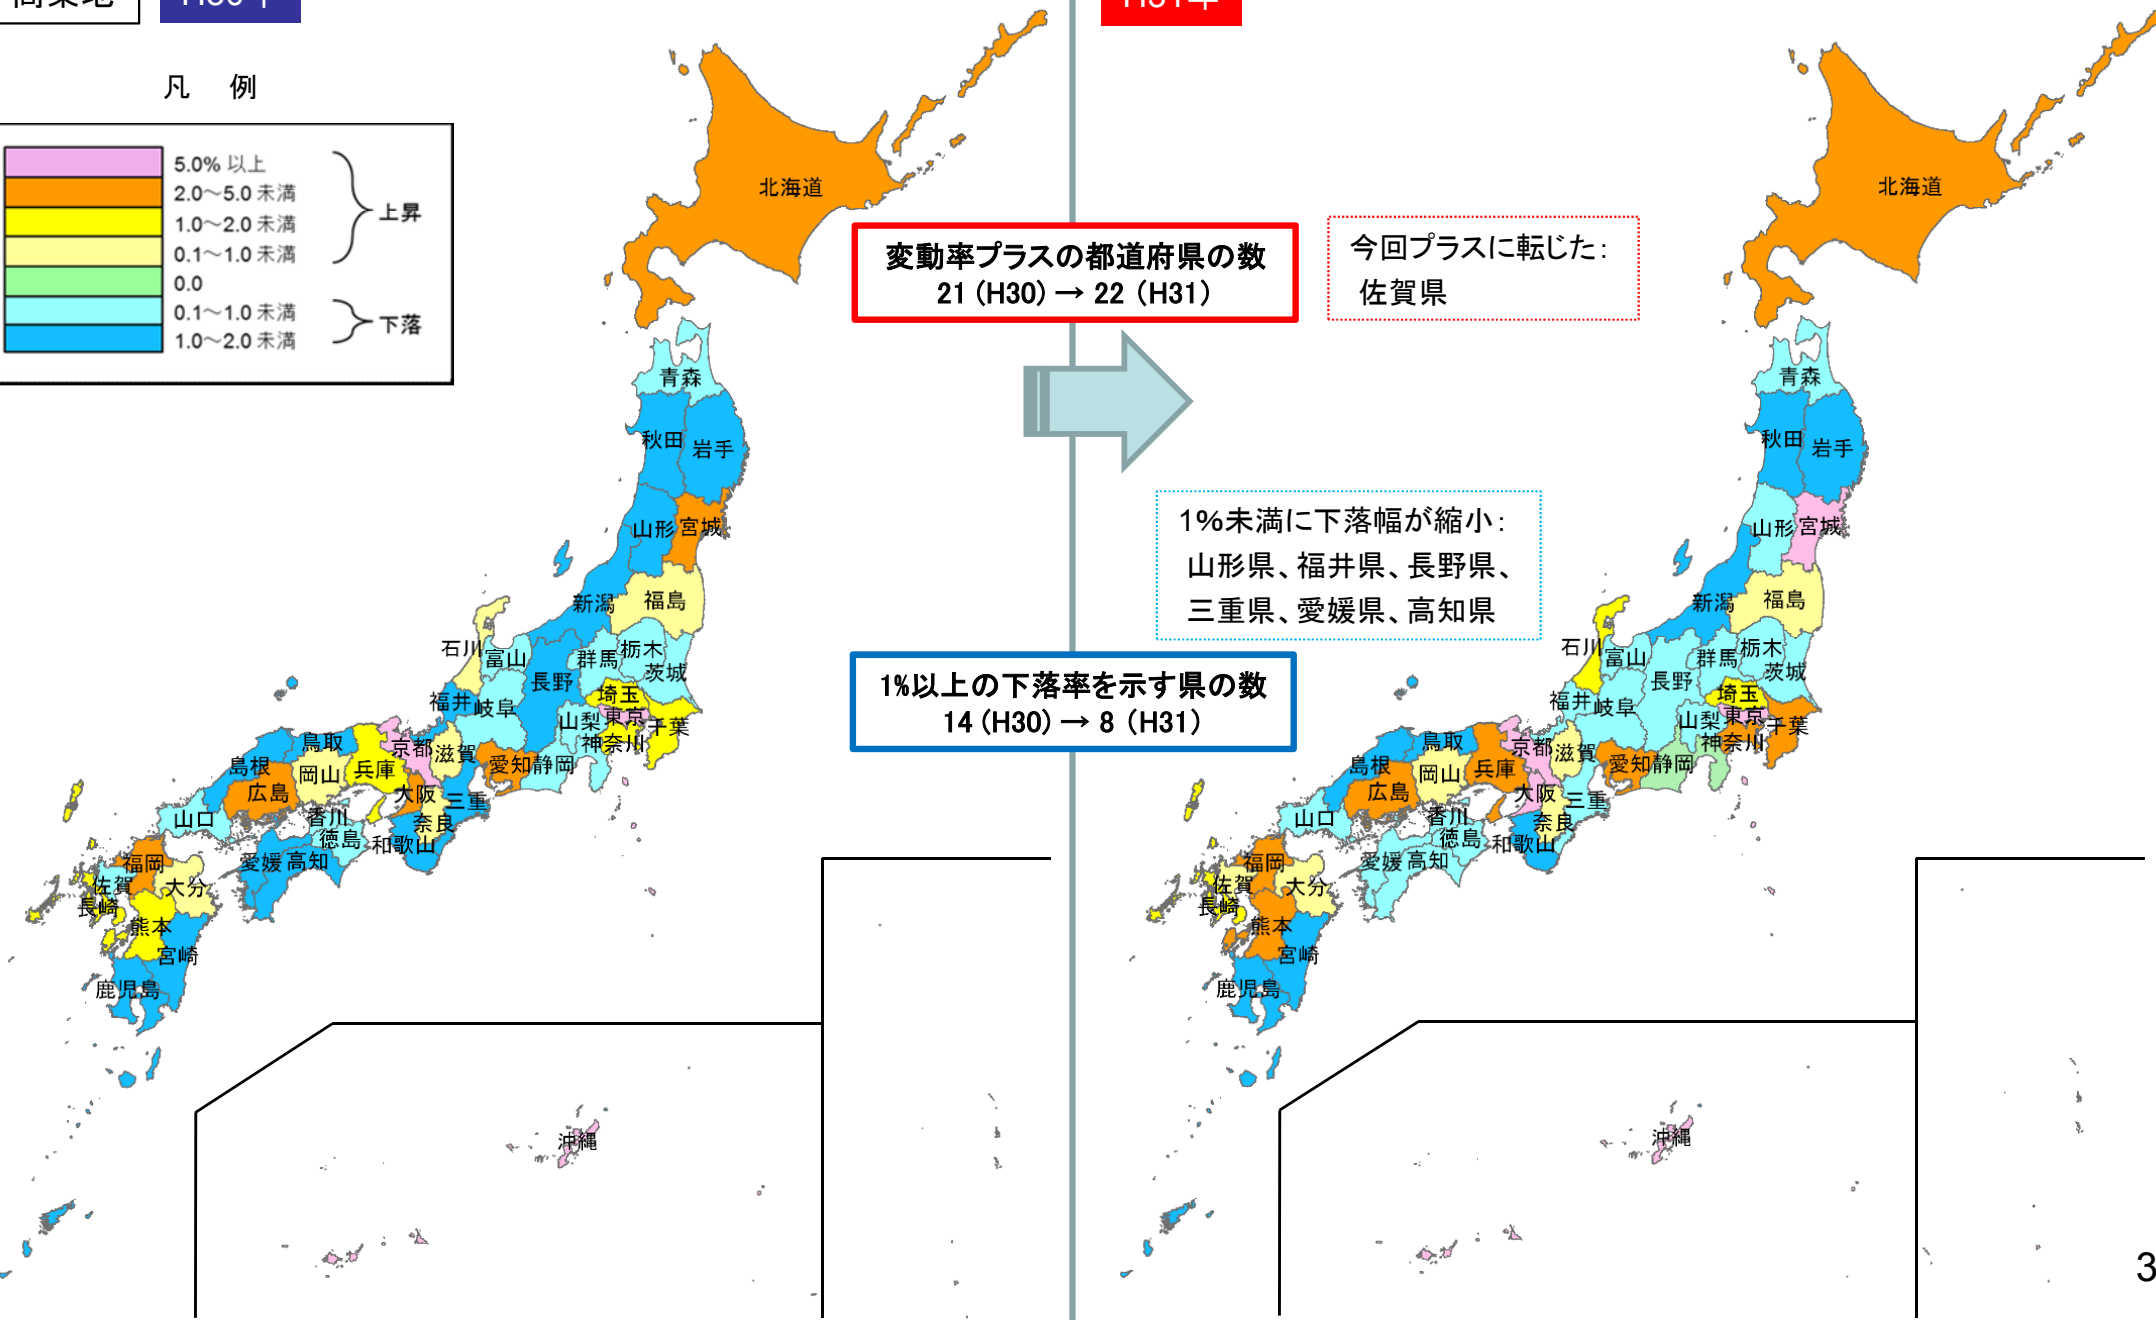 商業地
H30年
H31年
凡 例
5.0% 以上
2.0～5.0 未満
1.0～2.0 未満
0.1～1.0 未満
0.0
0.1～1.0 未満
1.0～2.0 未満
上昇
下落
変動率プラスの都道府県の数
21 (H30) → 22 (H31)
今回プラスに転じた：
佐賀県
1%未満に下落幅が縮小：
山形県、福井県、長野県、
三重県、愛媛県、高知県
1%以上の下落率を示す県の数
14 (H30) → 8 (H31)
北海道
青森
秋田
岩手
山形
宮城
新潟
福島
石川
富山
群馬
栃木
茨城
長野
福井
岐阜
埼玉
山梨
東京
千葉
神奈川
鳥取
京都
滋賀
愛知
静岡
島根
岡山
兵庫
広島
大阪
三重
山口
香川
奈良
徳島
和歌山
愛媛
高知
福岡
佐賀
大分
長崎
熊本
宮崎
鹿児島
沖縄
北海道
青森
秋田
岩手
山形
宮城
新潟
福島
石川
富山
群馬
栃木
茨城
長野
福井
岐阜
埼玉
山梨
東京
千葉
神奈川
鳥取
京都
滋賀
愛知
静岡
島根
岡山
兵庫
広島
大阪
三重
山口
香川
奈良
徳島
和歌山
愛媛
高知
福岡
佐賀
大分
長崎
熊本
宮崎
鹿児島
沖縄
3